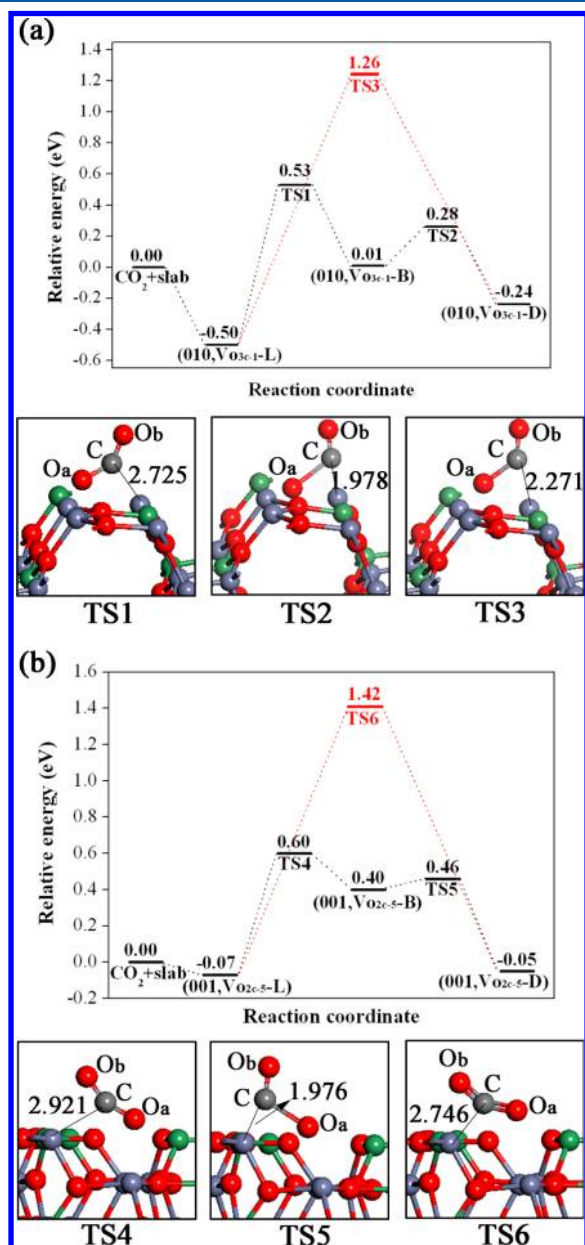 (a)
Relative energy (eV)
1.4
1.2
1.0
0.8
0.6
0.4
0.2
0.0
-0.2
-0.4
-0.6
1.26
TS3
0.53
TS1
0.28
TS2
0.00
CO2+slab
0.01
(010,VO3c-1-B)
-0.24
(010,VO3c-1-D)
-0.50
(010,VO3c-1-L)
Reaction coordinate
Ob
C
Oa
2.725
Ob
C
Oa
1.978
Ob
C
Oa
2.271
TS1
TS2
TS3
(b)
Relative energy (eV)
1.6
1.4
1.2
1.0
0.8
0.6
0.4
0.2
0.0
-0.2
1.42
TS6
0.60
TS4
0.40
(001,VO2c-5-B)
0.46
TS5
0.00
CO2+slab
-0.07
(001,VO2c-5-L)
-0.05
(001,VO2c-5-D)
Reaction coordinate
Ob
2.921
C
Oa
Ob
C
1.976
Oa
Ob
C
2.746
Oa
TS4
TS5
TS6